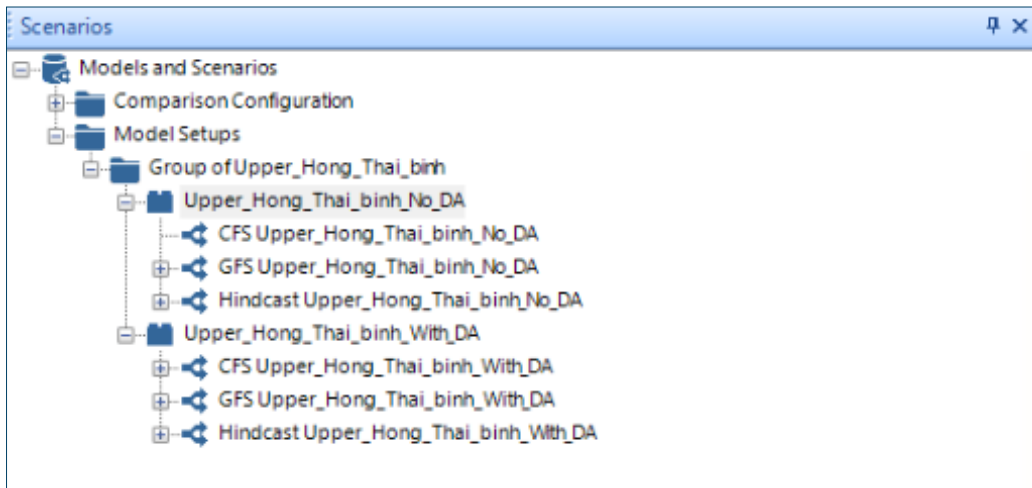 Scenarios
Models and Scenarios
Comparison Configuration
Model Setups
Group of Upper_Hong_Thai_binh
Upper_Hong_Thai_binh_No_DA
CFS Upper_Hong_Thai_binh_No_DA
GFS Upper_Hong_Thai_binh_No_DA
Hindcast Upper_Hong_Thai_binh_No_DA
Upper_Hong_Thai_binh_With_DA
CFS Upper_Hong_Thai_binh_With_DA
GFS Upper_Hong_Thai_binh_With_DA
Hindcast Upper_Hong_Thai_binh_With_DA